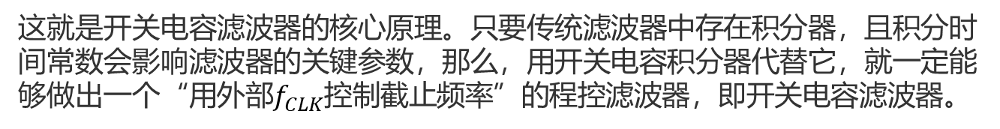 这就是开关电容滤波器的核心原理。只要传统滤波器中存在积分器，且积分时
间常数会影响滤波器的关键参数，那么，用开关电容积分器代替它，就一定能
够做出一个“用外部f_{CLK}控制截止频率”的程控滤波器，即开关电容滤波器。